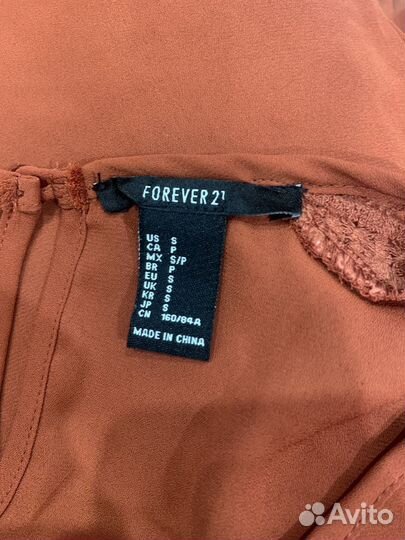 FOREVER 21
US S
CA P
MX S/P
BR P
EU S
UK S
KR S
JP S
CN 160/84A
MADE IN CHINA
Avito